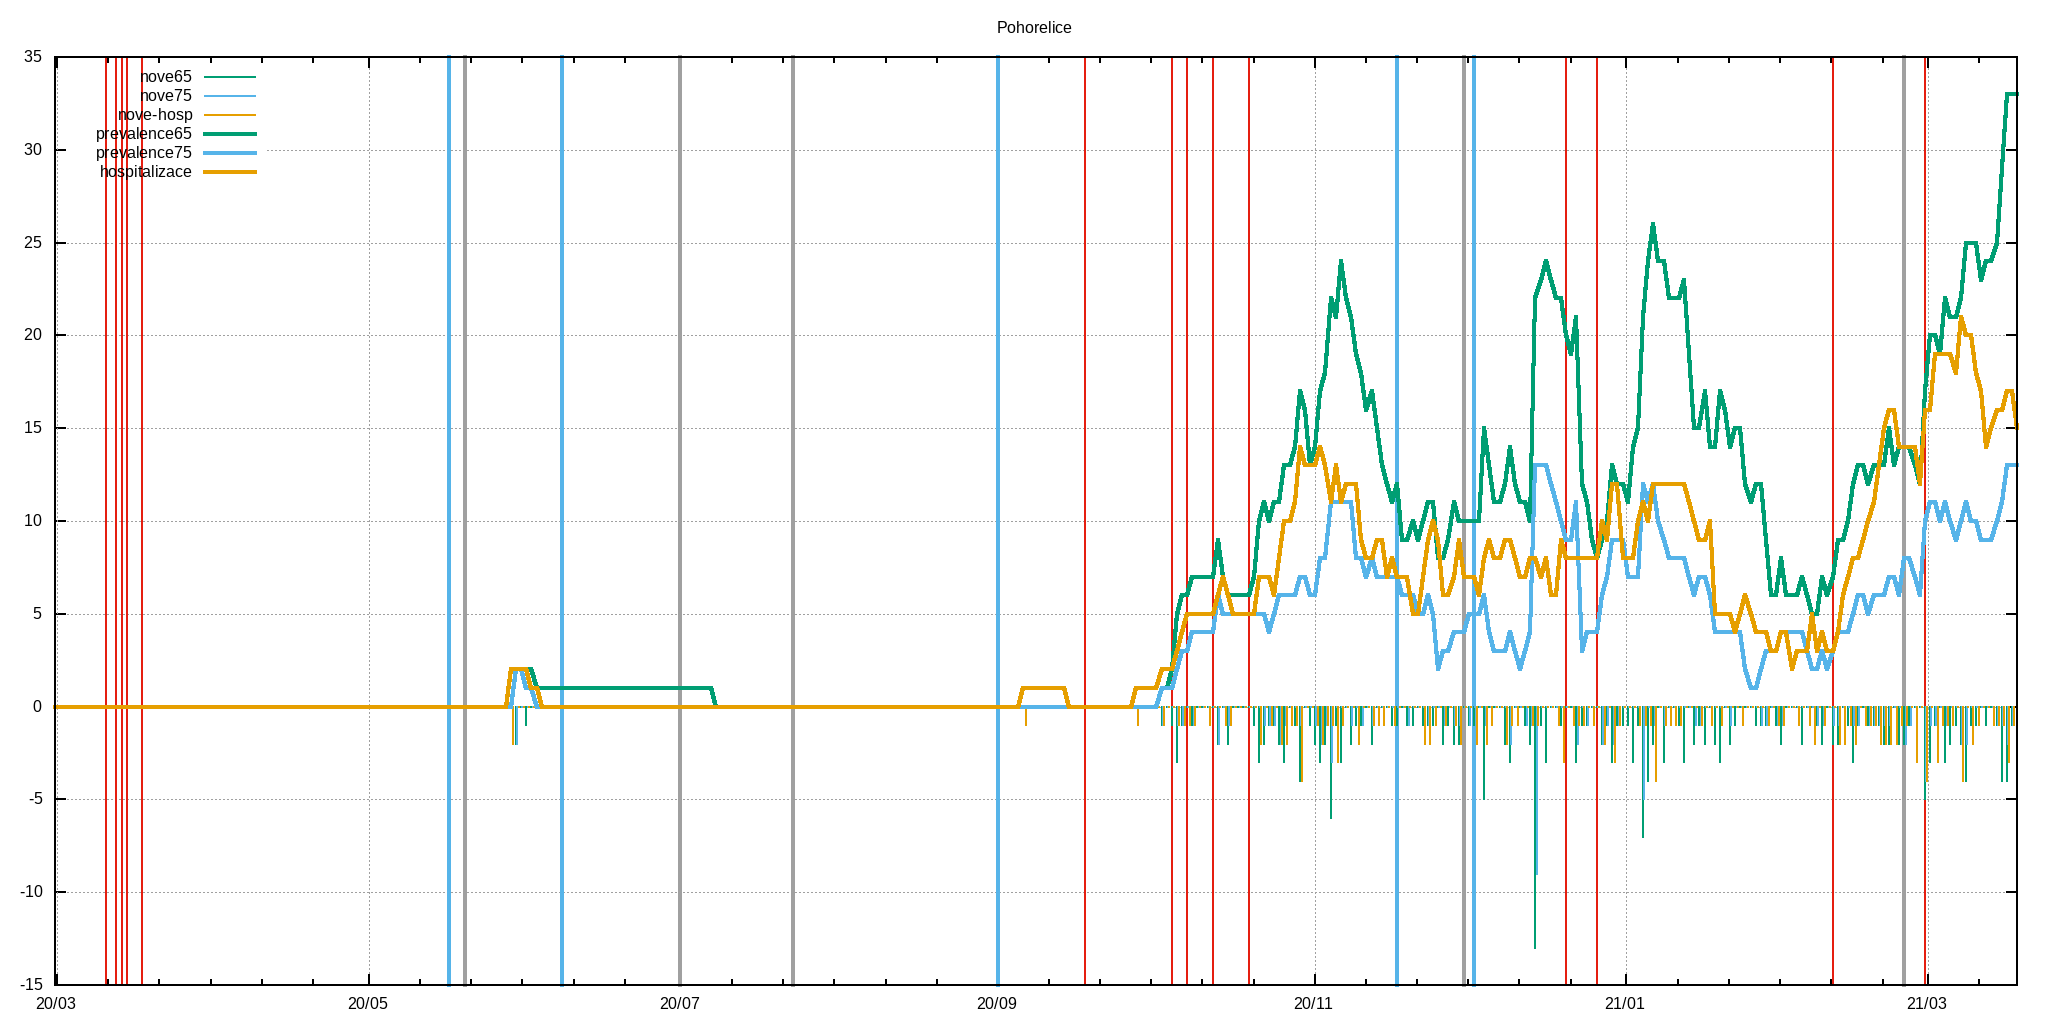 Pohorelice
35
30
25
20
15
10
5
0
-5
-10
-15
nove65
nove75
nove-hosp
prevalence65
prevalence75
hospitalizace
20/03 20/05 20/07 20/09 20/11 21/01 21/03